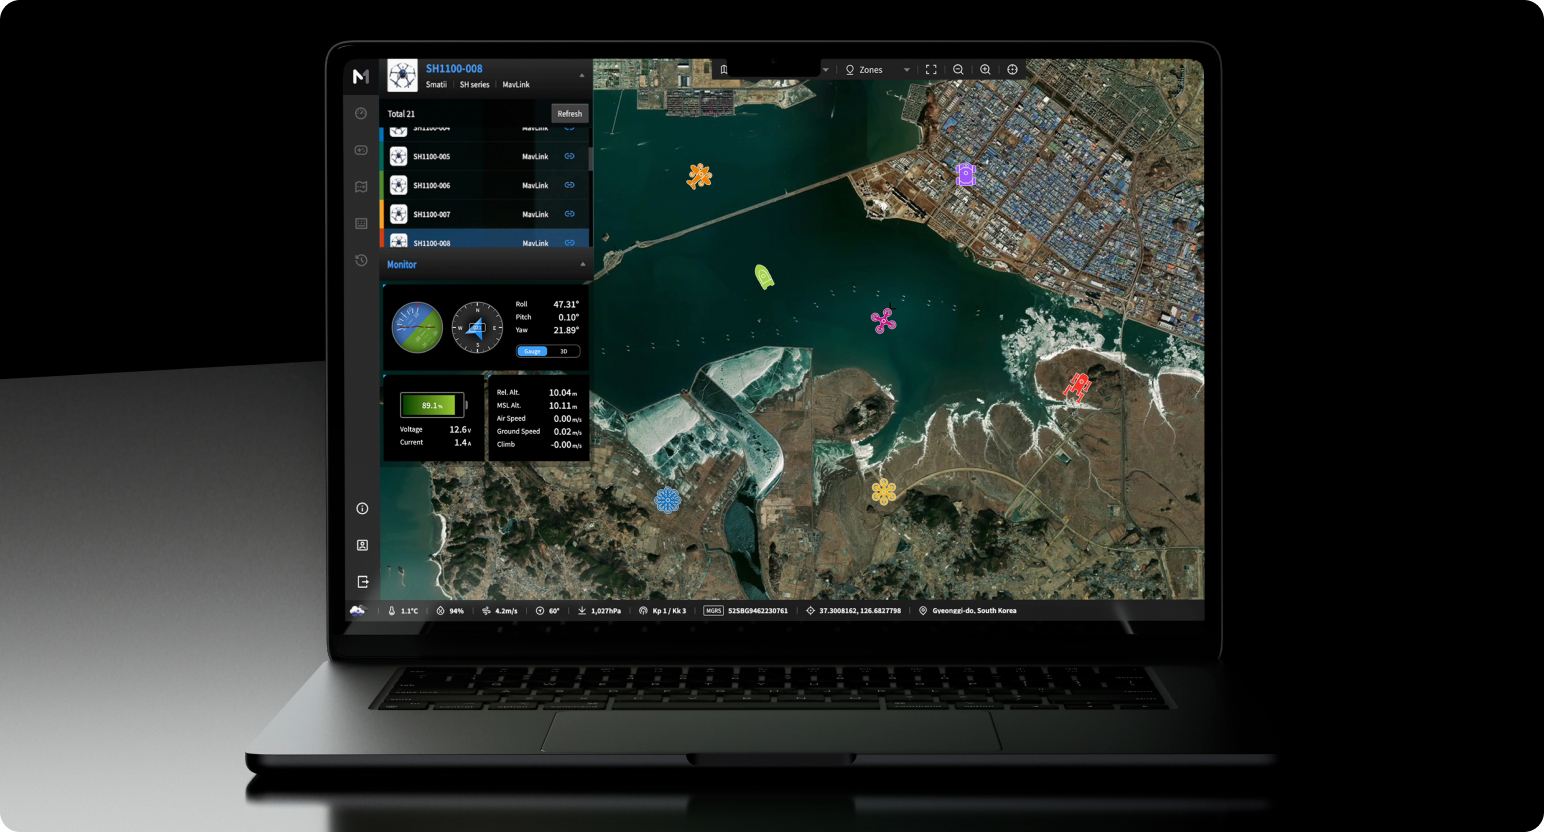 SH1100-008
Smatii | SH series | MavLink
Zones
Total 21
Refresh
SH1100-004 MavLink
SH1100-005 MavLink
SH1100-006 MavLink
SH1100-007 MavLink
SH1100-008 MavLink
Monitor
N
W E
S
Roll 47.31°
Pitch 0.10°
Yaw 21.89°
Gauge 3D
89.1%
Voltage 12.6V
Current 1.4A
Rel. Alt. 10.04m
MSL Alt. 10.11m
Air Speed 0.00m/s
Ground Speed 0.02m/s
Climb -0.00m/s
1.1°C | 94% | 4.2m/s | 60° | 1,027hPa | Kp 1 / Kk 3 | MGRS 52SBG9462230761 | 37.3008162, 126.6827798 | Gyeonggi-do, South Korea